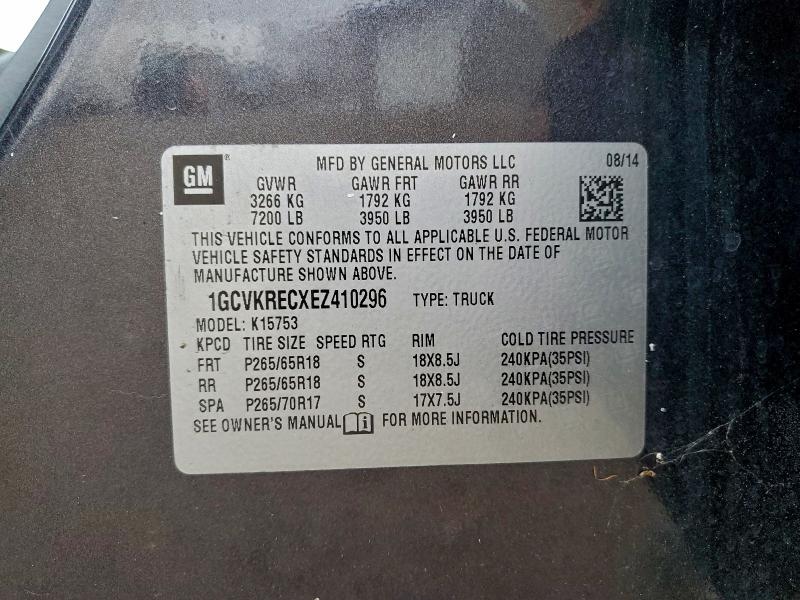 GM ® MFD BY GENERAL MOTORS LLC 08/14
GVWR GAWR FRT GAWR RR
3266 KG 1792 KG 1792 KG
7200 LB 3950 LB 3950 LB
THIS VEHICLE CONFORMS TO ALL APPLICABLE U.S. FEDERAL MOTOR
VEHICLE SAFETY STANDARDS IN EFFECT ON THE DATE OF
MANUFACTURE SHOWN ABOVE.
1GCVKRECXEZ410296 TYPE: TRUCK
MODEL: K15753
KPCD TIRE SIZE SPEED RTG RIM COLD TIRE PRESSURE
FRT P265/65R18 S 18X8.5J 240KPA(35PSI)
RR P265/65R18 S 18X8.5J 240KPA(35PSI)
SPA P265/70R17 S 17X7.5J 240KPA(35PSI)
SEE OWNER'S MANUAL FOR MORE INFORMATION.